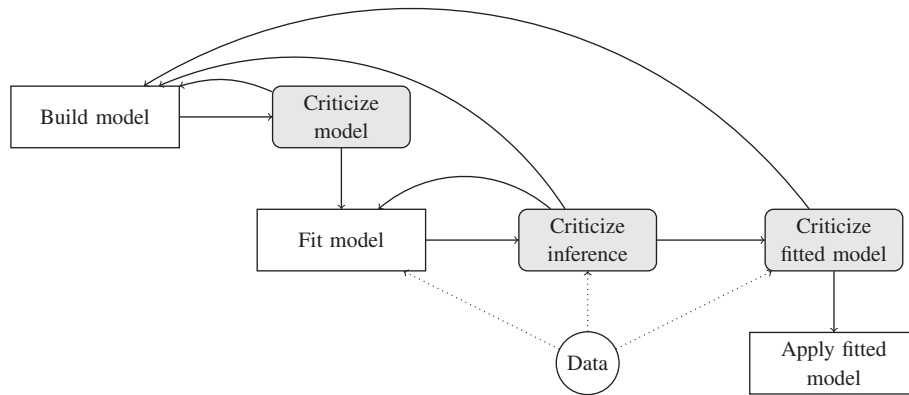 Build model
Criticize
model
Fit model
Criticize
inference
Criticize
fitted model
Data
Apply fitted
model